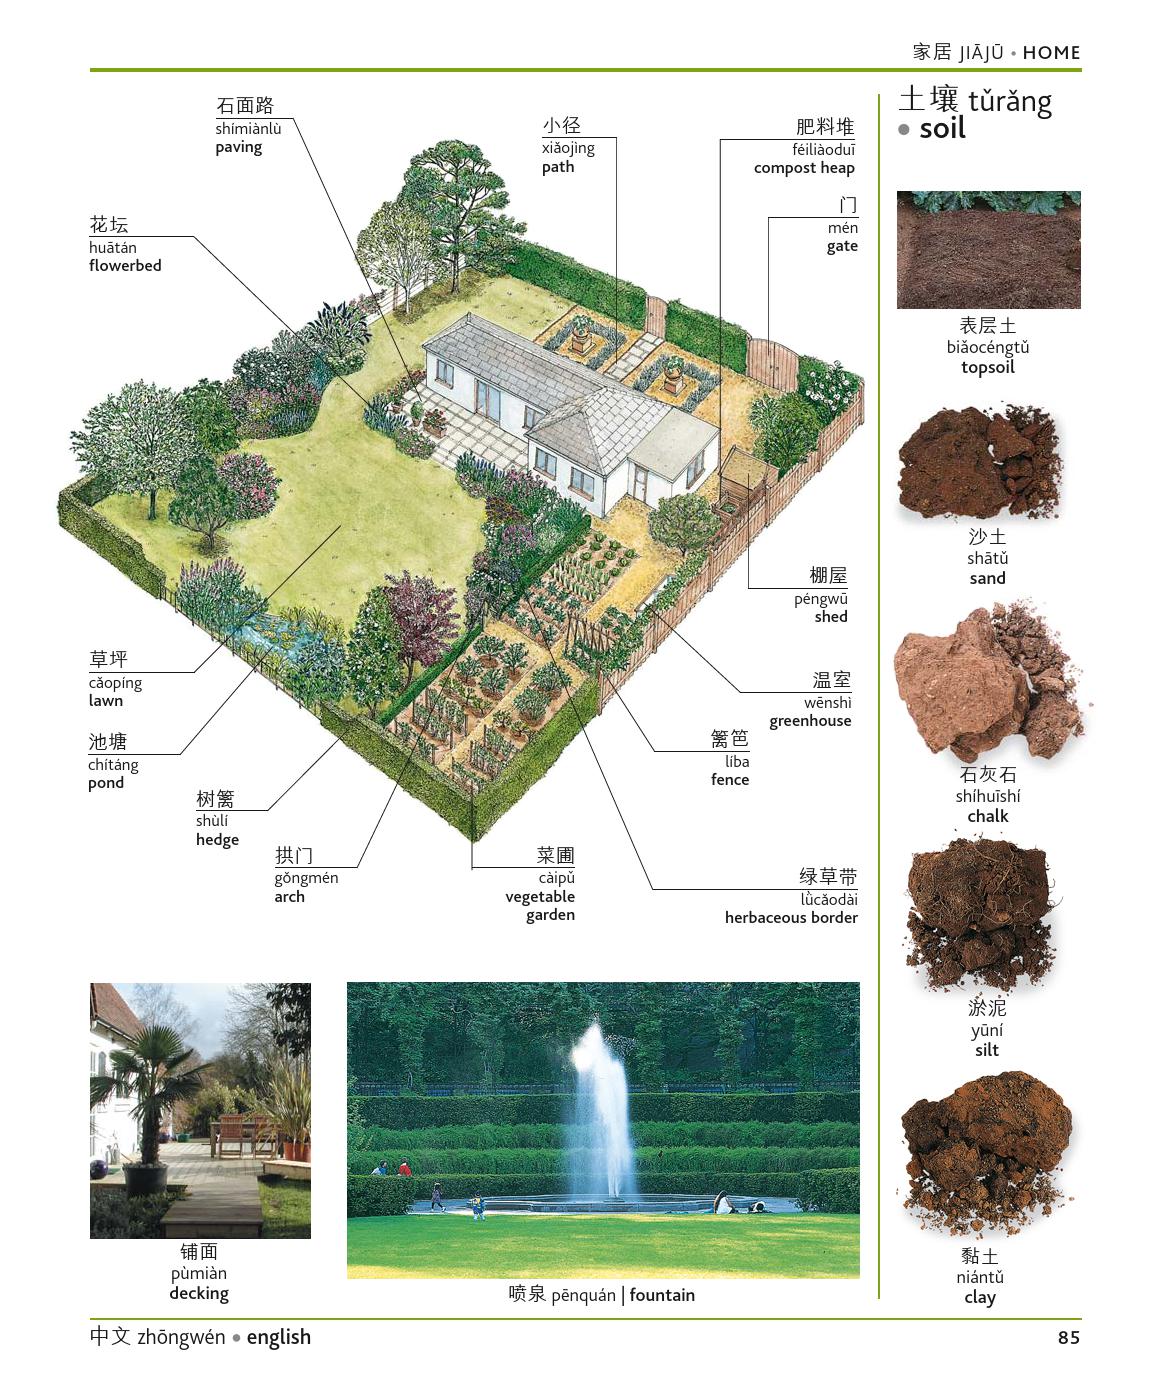 家居 JIĀJŪ • HOME
石面路
shímiànlù
paving
小径
xiǎojìng
path
肥料堆
féiliàoduī
compost heap
门
mén
gate
花坛
huātán
flowerbed
棚屋
péngwū
shed
草坪
cǎopíng
lawn
温室
wēnshì
greenhouse
池塘
chítáng
pond
篱笆
líba
fence
树篱
shùlí
hedge
拱门
gǒngmén
arch
菜圃
càipǔ
vegetable
garden
绿草带
lǜcǎodài
herbaceous border
铺面
pùmiàn
decking
喷泉 pēnquán | fountain
土壤 tǔrǎng
• soil
表层土
biǎocéngtǔ
topsoil
沙土
shātǔ
sand
石灰石
shíhuīshí
chalk
淤泥
yūní
silt
黏土
niántǔ
clay
中文 zhōngwén • english
85